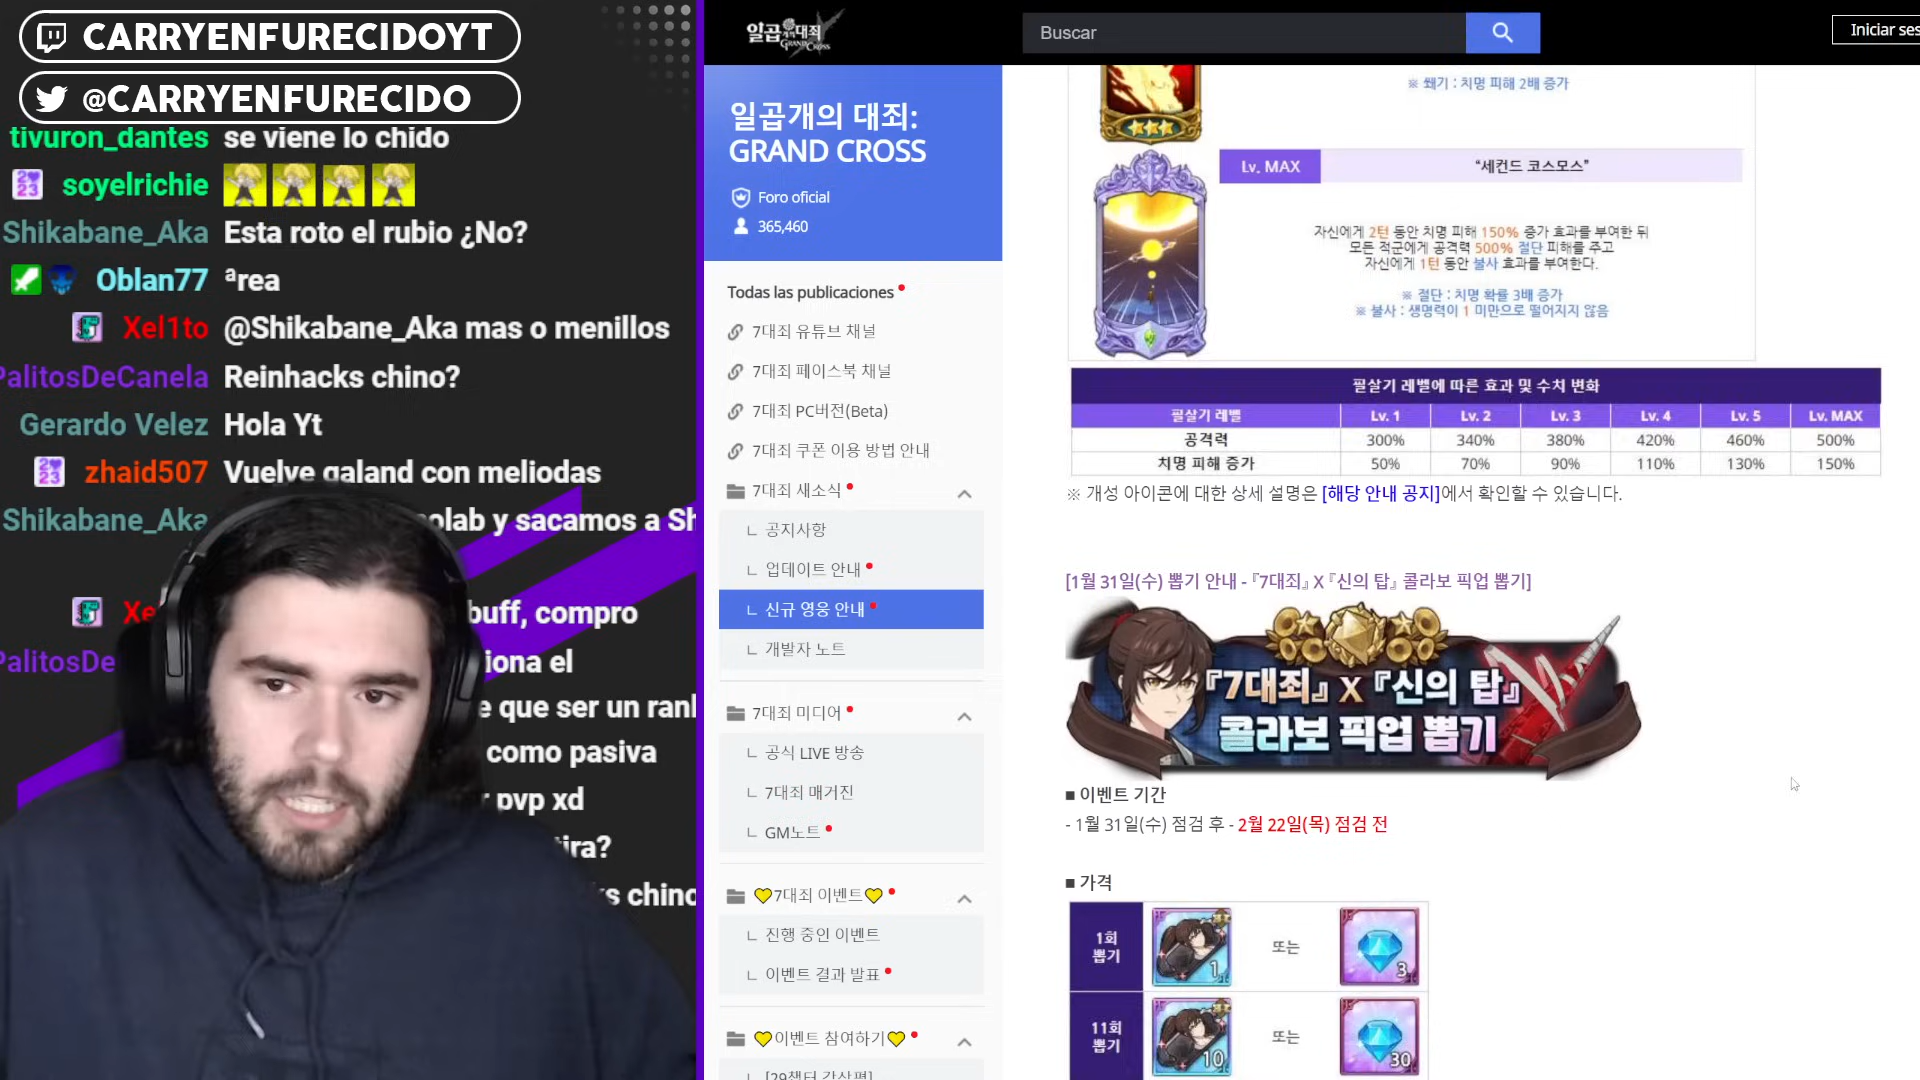 CARRYENFURECIDOYT
@CARRYENFURECIDO
tivuron_dantes se viene lo chido
soyelrichie
Shikabane_Aka Esta roto el rubio ¿No?
Oblan77 ªrea
Xel1to @Shikabane_Aka mas o menillos
PalitosDeCanela Reinhacks chino?
Gerardo Velez Hola Yt
zhaid507 Vuelve galand con meliodas
Shikabane_Aka olab y sacamos a Sh
Xe buff, compro
PalitosDe iona el
e que ser un ranl
como pasiva
pvp xd
tira?
s chino
일곱개의 대죄
GRAND CROSS
Buscar
Iniciar ses
일곱개의 대죄:
GRAND CROSS
Foro oficial
365,460
Todas las publicaciones
7대죄 유튜브 채널
7대죄 페이스북 채널
7대죄 PC버전(Beta)
7대죄 쿠폰 이용 방법 안내
7대죄 새소식
ㄴ 공지사항
ㄴ 업데이트 안내
ㄴ 신규 영웅 안내
ㄴ 개발자 노트
7대죄 미디어
ㄴ 공식 LIVE 방송
ㄴ 7대죄 매거진
ㄴ GM노트
💛7대죄 이벤트💛
ㄴ 진행 중인 이벤트
ㄴ 이벤트 결과 발표
💛이벤트 참여하기💛
ㄴ [29챕터 감상평]
※ 쐐기 : 치명 피해 2배 증가
Lv. MAX “세컨드 코스모스”
자신에게 2턴 동안 치명 피해 150% 증가 효과를 부여한 뒤
모든 적군에게 공격력 500% 절단 피해를 주고
자신에게 1턴 동안 불사 효과를 부여한다.
※ 절단 : 치명 확률 3배 증가
※ 불사 : 생명력이 1 미만으로 떨어지지 않음
필살기 레벨에 따른 효과 및 수치 변화
필살기 레벨 Lv. 1 Lv. 2 Lv. 3 Lv. 4 Lv. 5 Lv. MAX
공격력 300% 340% 380% 420% 460% 500%
치명 피해 증가 50% 70% 90% 110% 130% 150%
※ 개성 아이콘에 대한 상세 설명은 [해당 안내 공지]에서 확인할 수 있습니다.
[1월 31일(수) 뽑기 안내 - 『7대죄』 X 『신의 탑』 콜라보 픽업 뽑기]
『7대죄』 X 『신의 탑』
콜라보 픽업 뽑기
■ 이벤트 기간
- 1월 31일(수) 점검 후 - 2월 22일(목) 점검 전
■ 가격
1회 뽑기 1 또는 3
11회 뽑기 10 또는 30